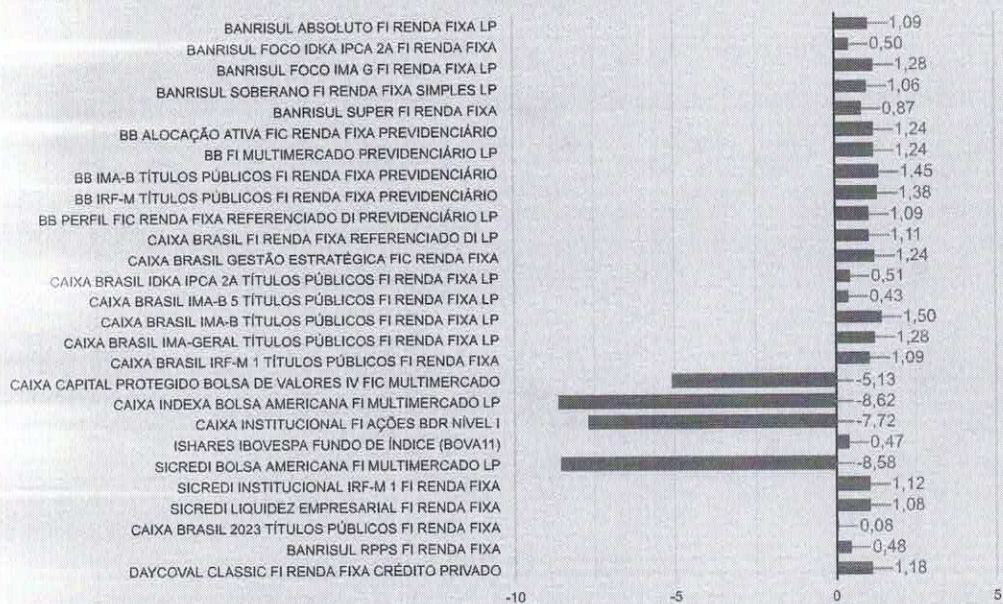 BANRISUL ABSOLUTO FI RENDA FIXA LP 1,09
BANRISUL FOCO IDKA IPCA 2A FI RENDA FIXA 0,50
BANRISUL FOCO IMA G FI RENDA FIXA LP 1,28
BANRISUL SOBERANO FI RENDA FIXA SIMPLES LP 1,06
BANRISUL SUPER FI RENDA FIXA 0,87
BB ALOCAÇÃO ATIVA FIC RENDA FIXA PREVIDENCIÁRIO 1,24
BB FI MULTIMERCADO PREVIDENCIÁRIO LP 1,24
BB IMA-B TÍTULOS PÚBLICOS FI RENDA FIXA PREVIDENCIÁRIO 1,45
BB IRF-M TÍTULOS PÚBLICOS FI RENDA FIXA PREVIDENCIÁRIO 1,38
BB PERFIL FIC RENDA FIXA REFERENCIADO DI PREVIDENCIÁRIO LP 1,09
CAIXA BRASIL FI RENDA FIXA REFERENCIADO DI LP 1,11
CAIXA BRASIL GESTÃO ESTRATÉGICA FIC RENDA FIXA 1,24
CAIXA BRASIL IDKA IPCA 2A TÍTULOS PÚBLICOS FI RENDA FIXA LP 0,51
CAIXA BRASIL IMA-B 5 TÍTULOS PÚBLICOS FI RENDA FIXA LP 0,43
CAIXA BRASIL IMA-B TÍTULOS PÚBLICOS FI RENDA FIXA LP 1,50
CAIXA BRASIL IMA-GERAL TÍTULOS PÚBLICOS FI RENDA FIXA LP 1,28
CAIXA BRASIL IRF-M 1 TÍTULOS PÚBLICOS FI RENDA FIXA 1,09
CAIXA CAPITAL PROTEGIDO BOLSA DE VALORES IV FIC MULTIMERCADO -5,13
CAIXA INDEXA BOLSA AMERICANA FI MULTIMERCADO LP -8,62
CAIXA INSTITUCIONAL FI AÇÕES BDR NÍVEL I -7,72
ISHARES IBOVESPA FUNDO DE ÍNDICE (BOVA11) 0,47
SICREDI BOLSA AMERICANA FI MULTIMERCADO LP -8,58
SICREDI INSTITUCIONAL IRF-M 1 FI RENDA FIXA 1,12
SICREDI LIQUIDEZ EMPRESARIAL FI RENDA FIXA 1,08
CAIXA BRASIL 2023 TÍTULOS PÚBLICOS FI RENDA FIXA 0,08
BANRISUL RPPS FI RENDA FIXA 0,48
DAYCOVAL CLASSIC FI RENDA FIXA CRÉDITO PRIVADO 1,18
-10 -5 0 5